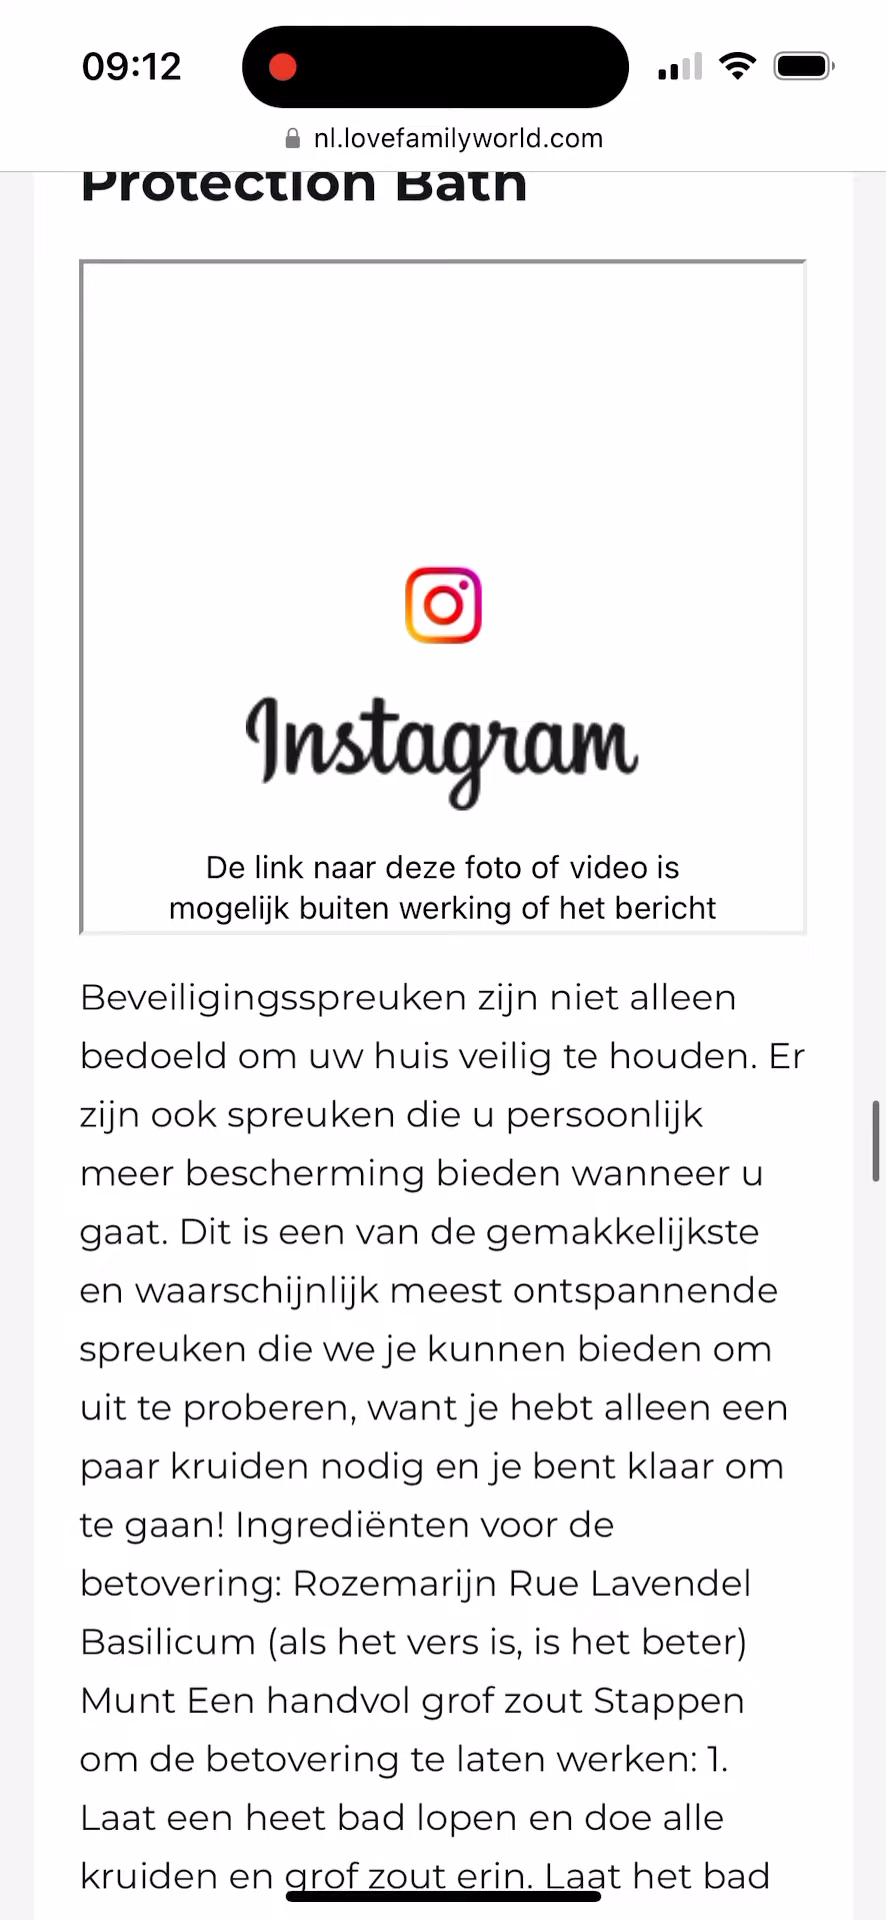 09:12
nl.lovefamilyworld.com
Protection Bath
Instagram
De link naar deze foto of video is
mogelijk buiten werking of het bericht
Beveiligingsspreuken zijn niet alleen
bedoeld om uw huis veilig te houden. Er
zijn ook spreuken die u persoonlijk
meer bescherming bieden wanneer u
gaat. Dit is een van de gemakkelijkste
en waarschijnlijk meest ontspannende
spreuken die we je kunnen bieden om
uit te proberen, want je hebt alleen een
paar kruiden nodig en je bent klaar om
te gaan! Ingrediënten voor de
betovering: Rozemarijn Rue Lavendel
Basilicum (als het vers is, is het beter)
Munt Een handvol grof zout Stappen
om de betovering te laten werken: 1.
Laat een heet bad lopen en doe alle
kruiden en grof zout erin. Laat het bad